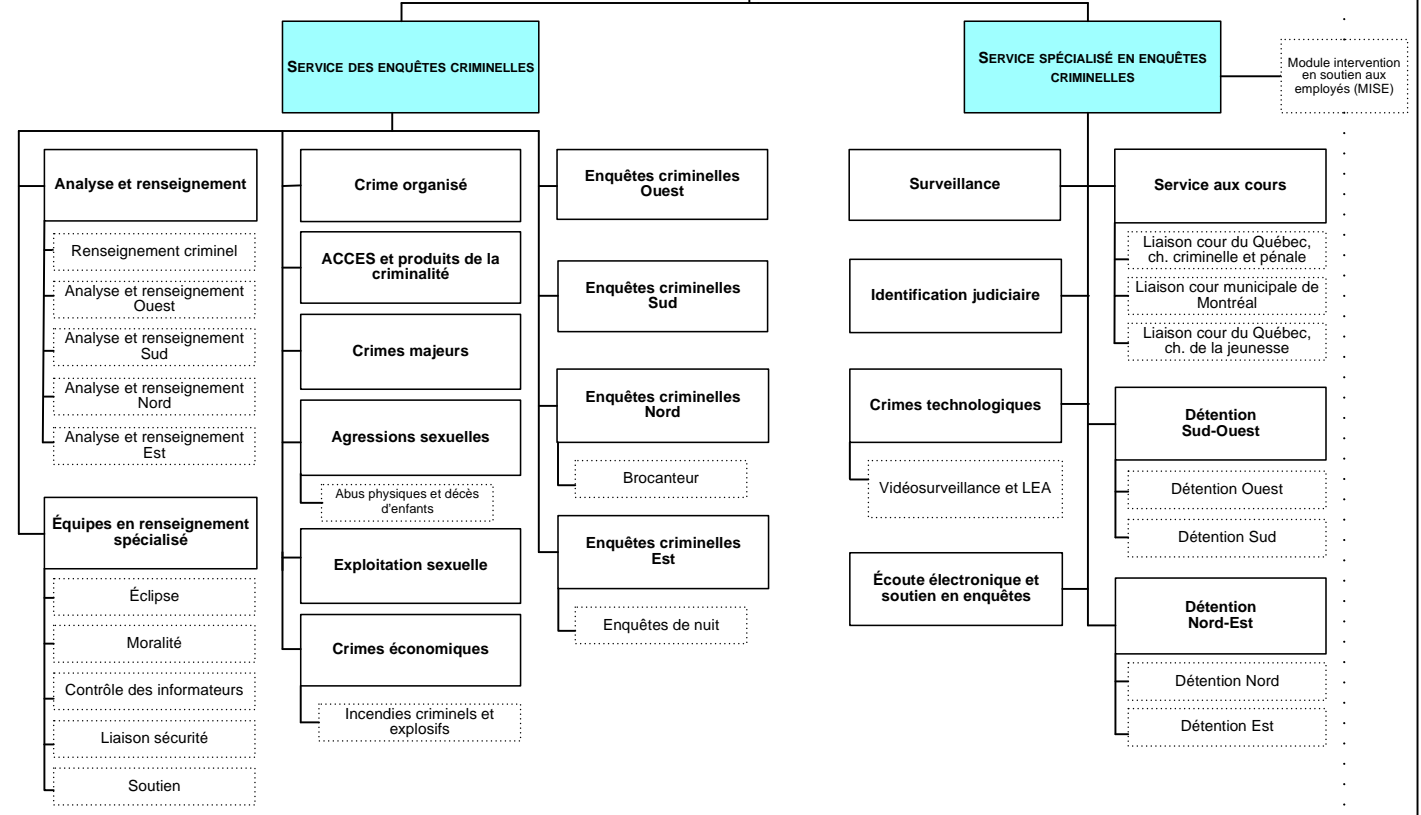 SERVICE DES ENQUÊTES CRIMINELLES
Analyse et renseignement
Renseignement criminel
Analyse et renseignement
Ouest
Analyse et renseignement
Sud
Analyse et renseignement
Nord
Analyse et renseignement
Est
Équipes en renseignement
spécialisé
Éclipse
Moralité
Contrôle des informateurs
Liaison sécurité
Soutien
Crime organisé
ACCES et produits de la
criminalité
Crimes majeurs
Agressions sexuelles
Abus physiques et décès
d'enfants
Exploitation sexuelle
Crimes économiques
Incendies criminels et
explosifs
Enquêtes criminelles
Ouest
Enquêtes criminelles
Sud
Enquêtes criminelles
Nord
Brocanteur
Enquêtes criminelles
Est
Enquêtes de nuit
SERVICE SPÉCIALISÉ EN ENQUÊTES
CRIMINELLES
Module intervention
en soutien aux
employés (MISE)
Surveillance
Identification judiciaire
Crimes technologiques
Vidéosurveillance et LEA
Écoute électronique et
soutien en enquêtes
Service aux cours
Liaison cour du Québec,
ch. criminelle et pénale
Liaison cour municipale de
Montréal
Liaison cour du Québec,
ch. de la jeunesse
Détention
Sud-Ouest
Détention Ouest
Détention Sud
Détention
Nord-Est
Détention Nord
Détention Est